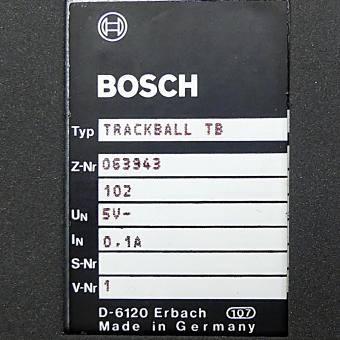 BOSCH
Typ TRACKBALL TB
Z-Nr 063943
102
UN 5V-
IN 0,1A
S-Nr
V-Nr 1
D-6120 Erbach 107
Made in Germany